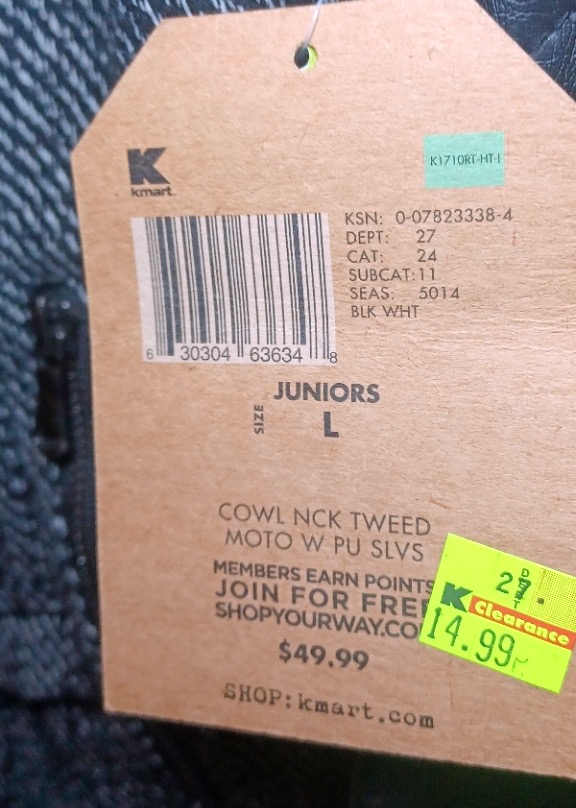 K
kmart
K1710RT-HT-I
KSN: 0-07823338-4
DEPT: 27
CAT: 24
SUBCAT: 11
SEAS: 5014
BLK WHT
6 30304 63634 8
JUNIORS
SIZE
L
COWL NCK TWEED
MOTO W PU SLVS
MEMBERS EARN POINTS
JOIN FOR FREE
SHOPYOURWAY.CO
$49.99
SHOP:kmart.com
K Clearance
14.99